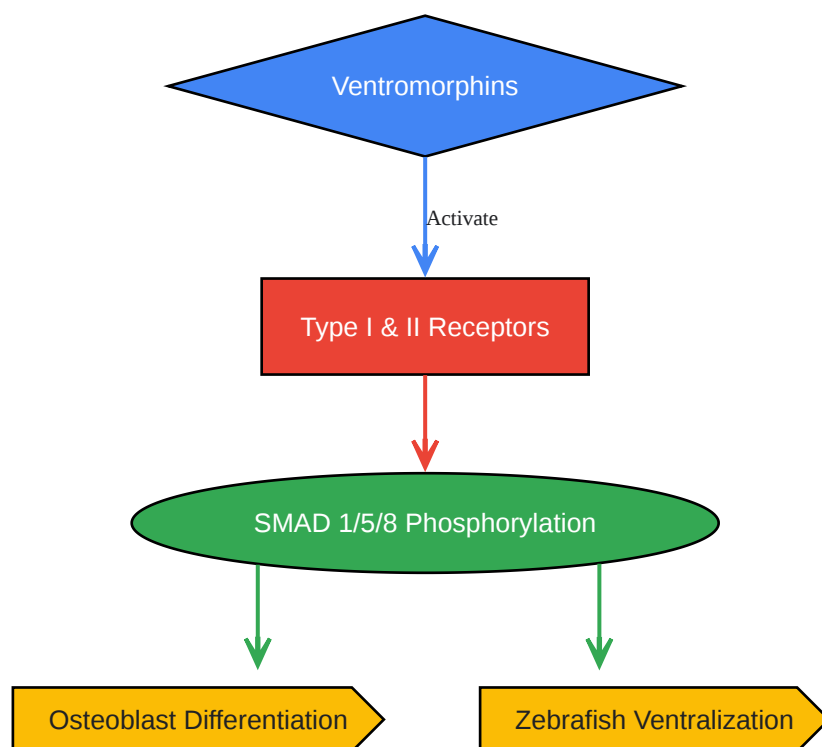 Ventromorphins
Activate
Type I & II Receptors
SMAD 1/5/8 Phosphorylation
Osteoblast Differentiation
Zebrafish Ventralization